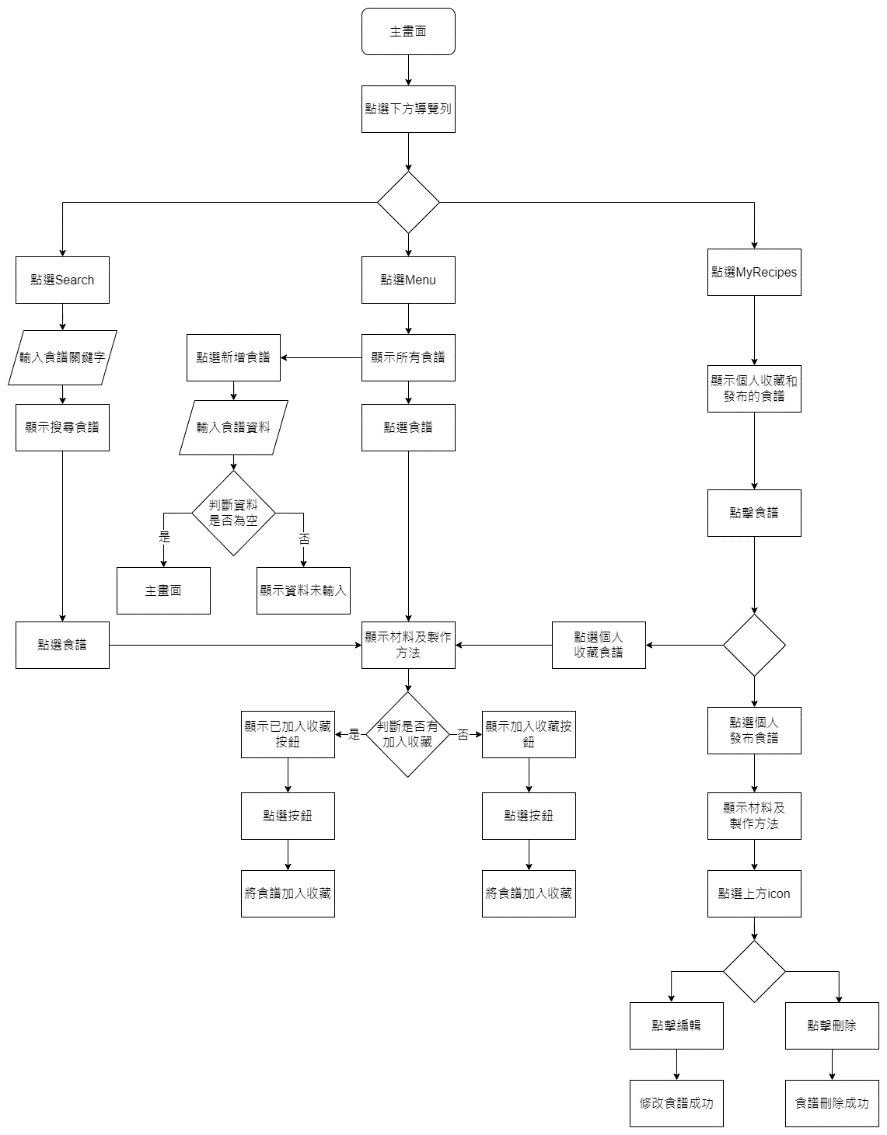 主畫面
點選下方導覽列
點選Search
點選Menu
點選MyRecipes
輸入食譜關鍵字
點選新增食譜
顯示所有食譜
顯示個人收藏和
發布的食譜
顯示搜尋食譜
輸入食譜資料
點選食譜
判斷資料
是否為空
點擊食譜
是
否
主畫面
顯示資料未輸入
點選食譜
顯示材料及製作
方法
點選個人
收藏食譜
顯示已加入收藏
按鈕
是
判斷是否有
加入收藏
否
顯示加入收藏按
鈕
點選個人
發布食譜
點選按鈕
點選按鈕
顯示材料及
製作方法
將食譜加入收藏
將食譜加入收藏
點選上方icon
點擊編輯
點擊刪除
修改食譜成功
食譜刪除成功